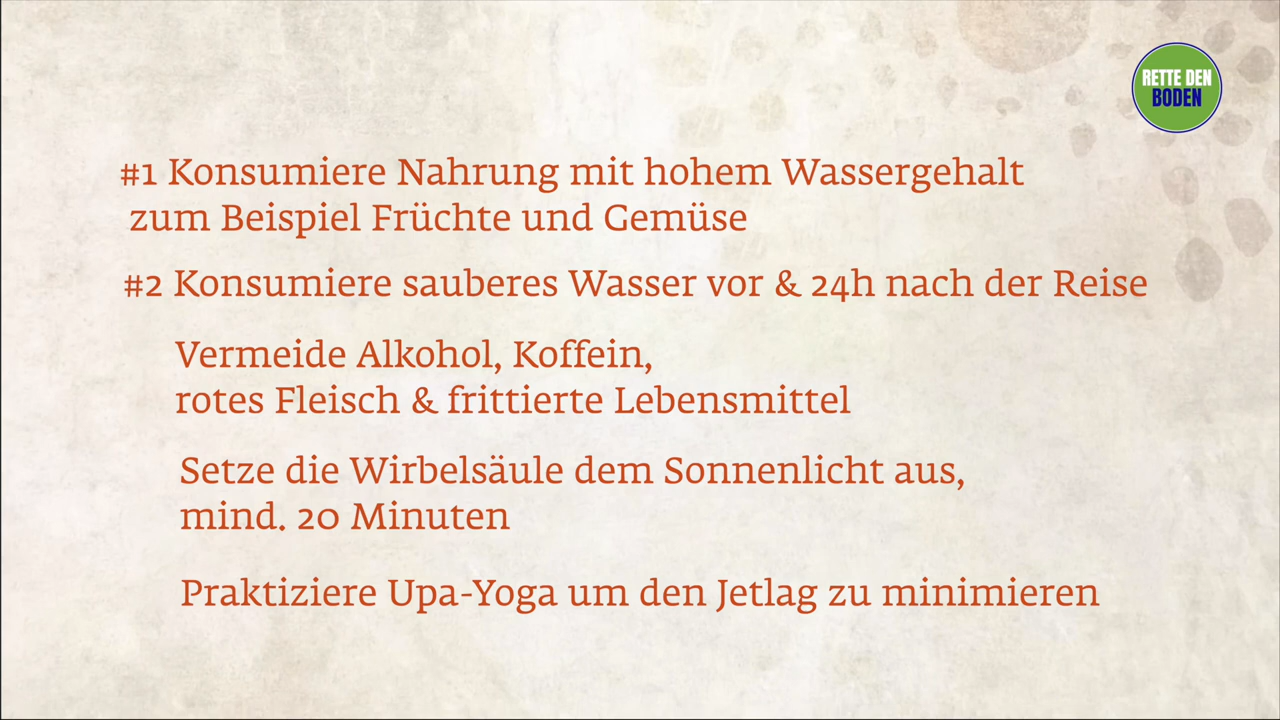 RETTE DEN
BODEN
#1 Konsumiere Nahrung mit hohem Wassergehalt
zum Beispiel Früchte und Gemüse
#2 Konsumiere sauberes Wasser vor & 24h nach der Reise
Vermeide Alkohol, Koffein,
rotes Fleisch & frittierte Lebensmittel
Setze die Wirbelsäule dem Sonnenlicht aus,
mind. 20 Minuten
Praktiziere Upa-Yoga um den Jetlag zu minimieren